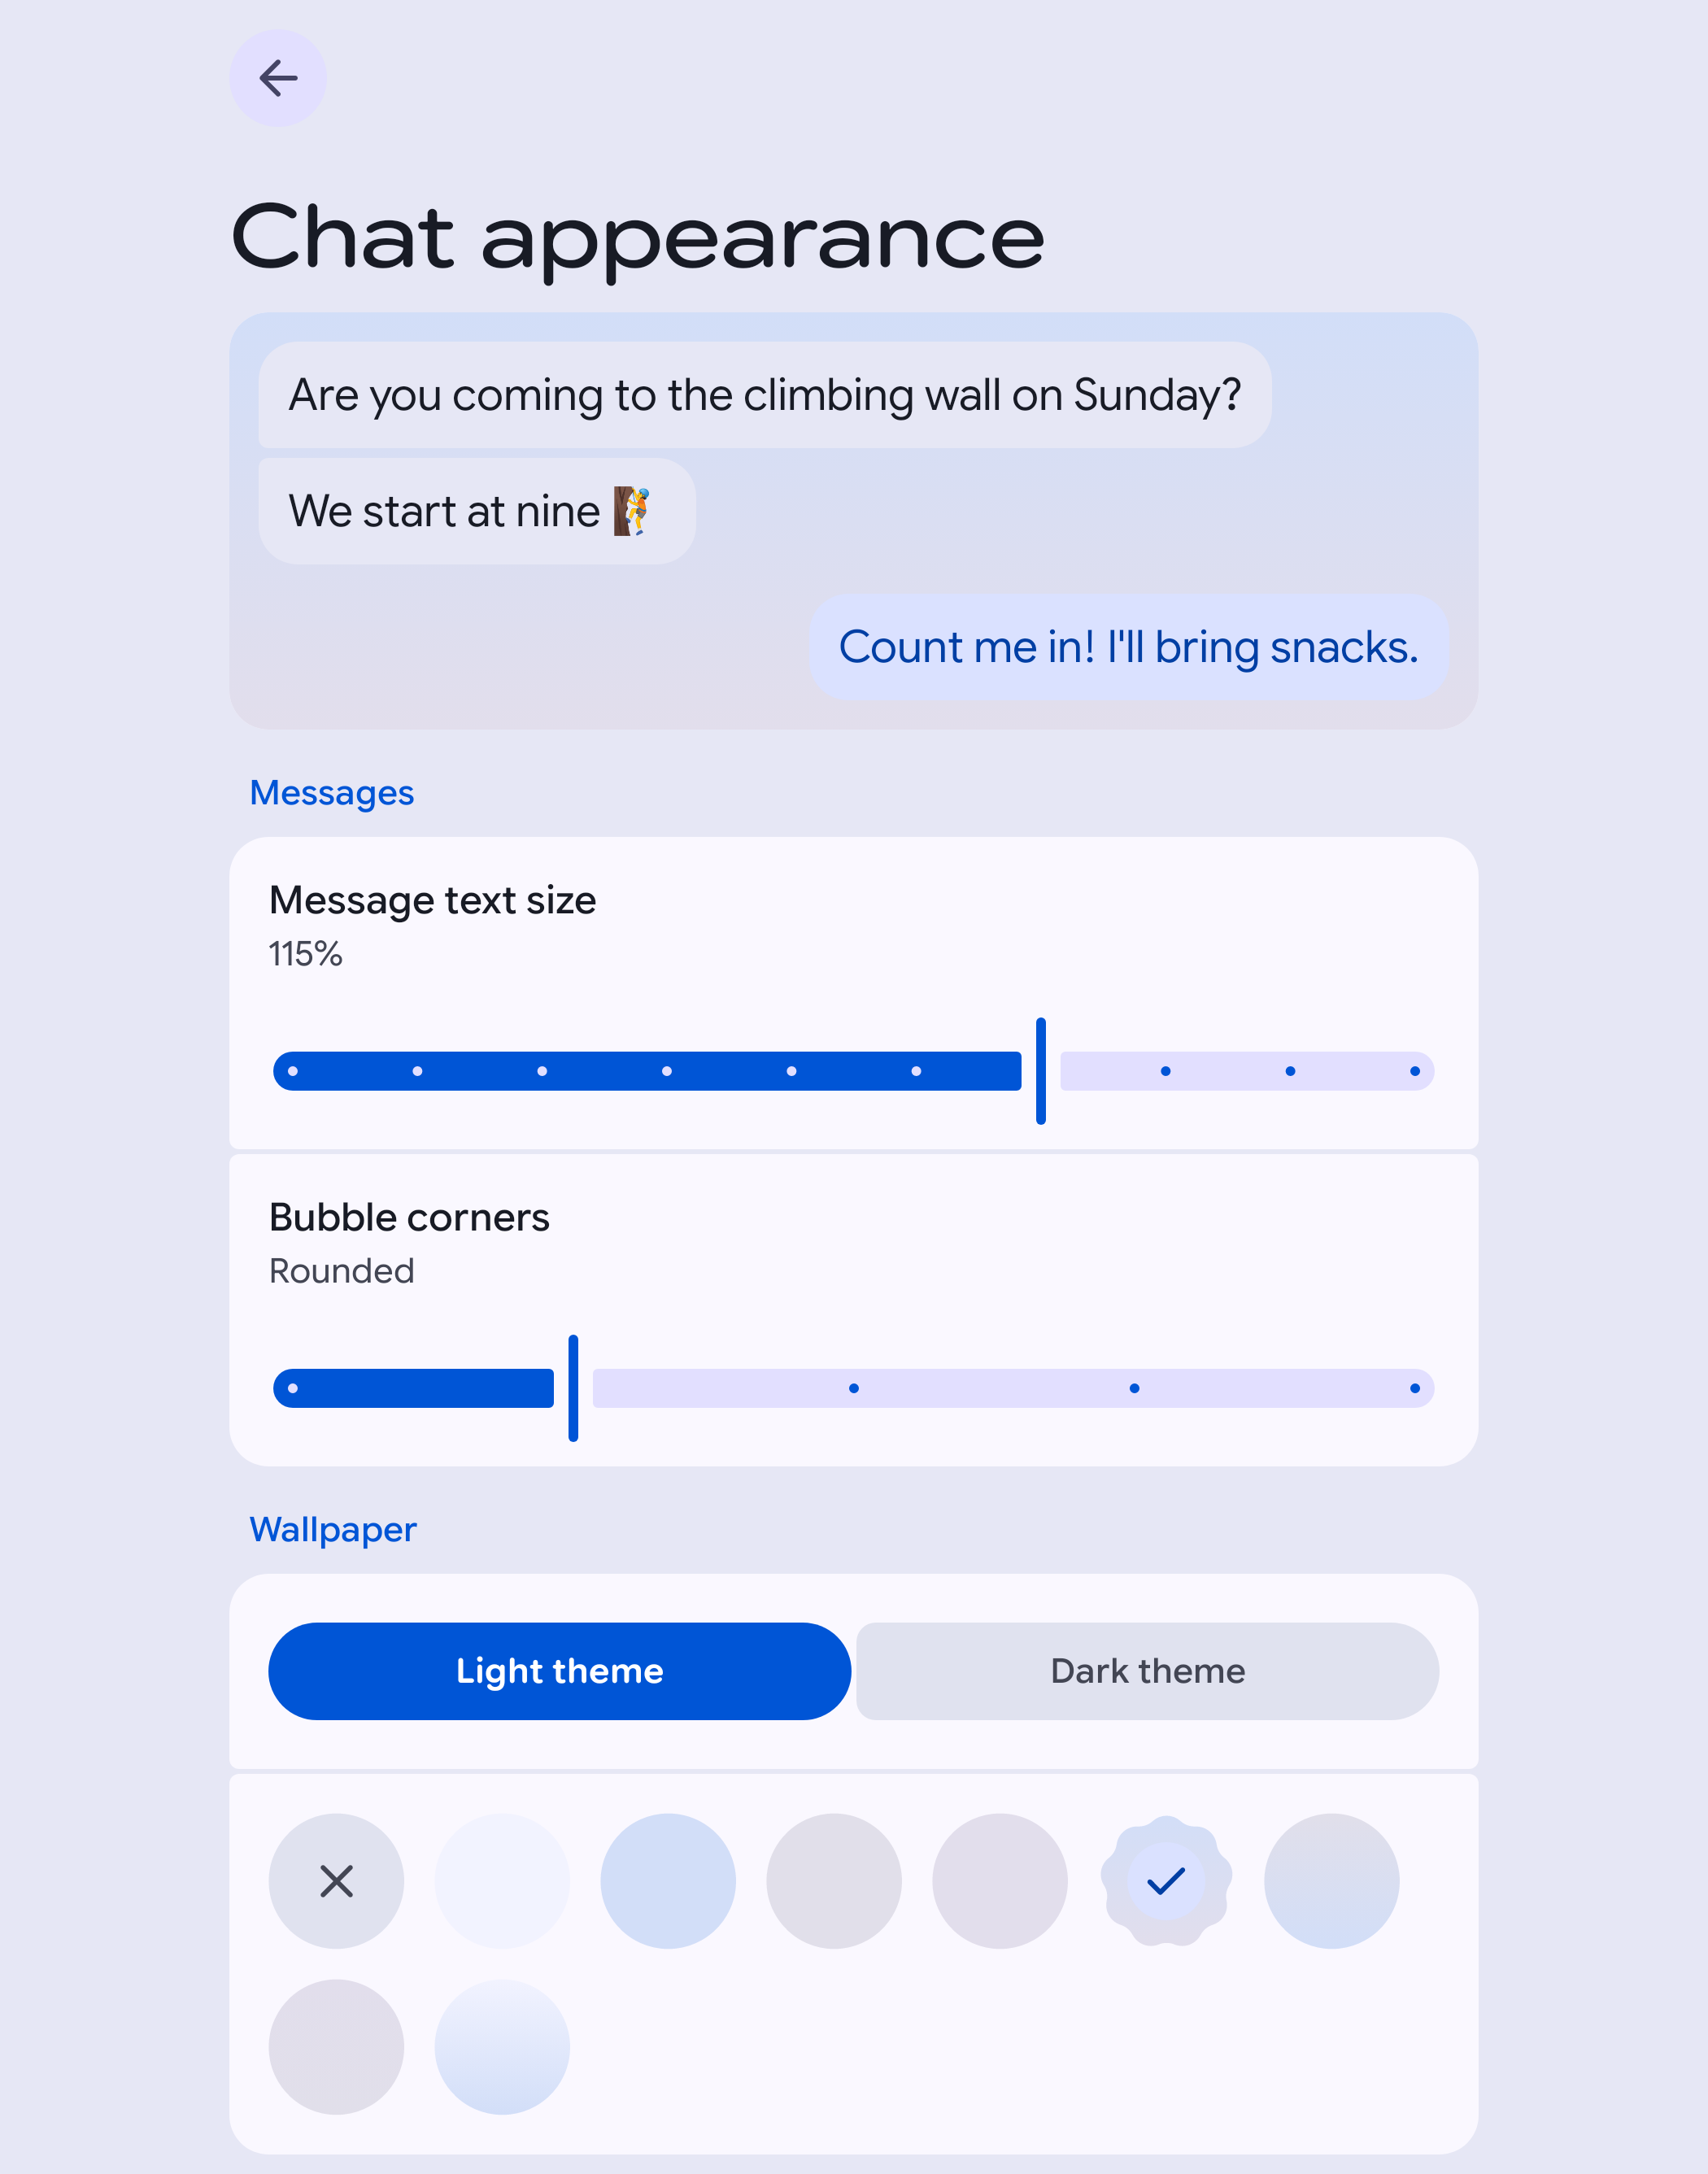 Chat appearance
Are you coming to the climbing wall on Sunday?
We start at nine 🧗
Count me in! I'll bring snacks.
Messages
Message text size
115%
Bubble corners
Rounded
Wallpaper
Light theme
Dark theme